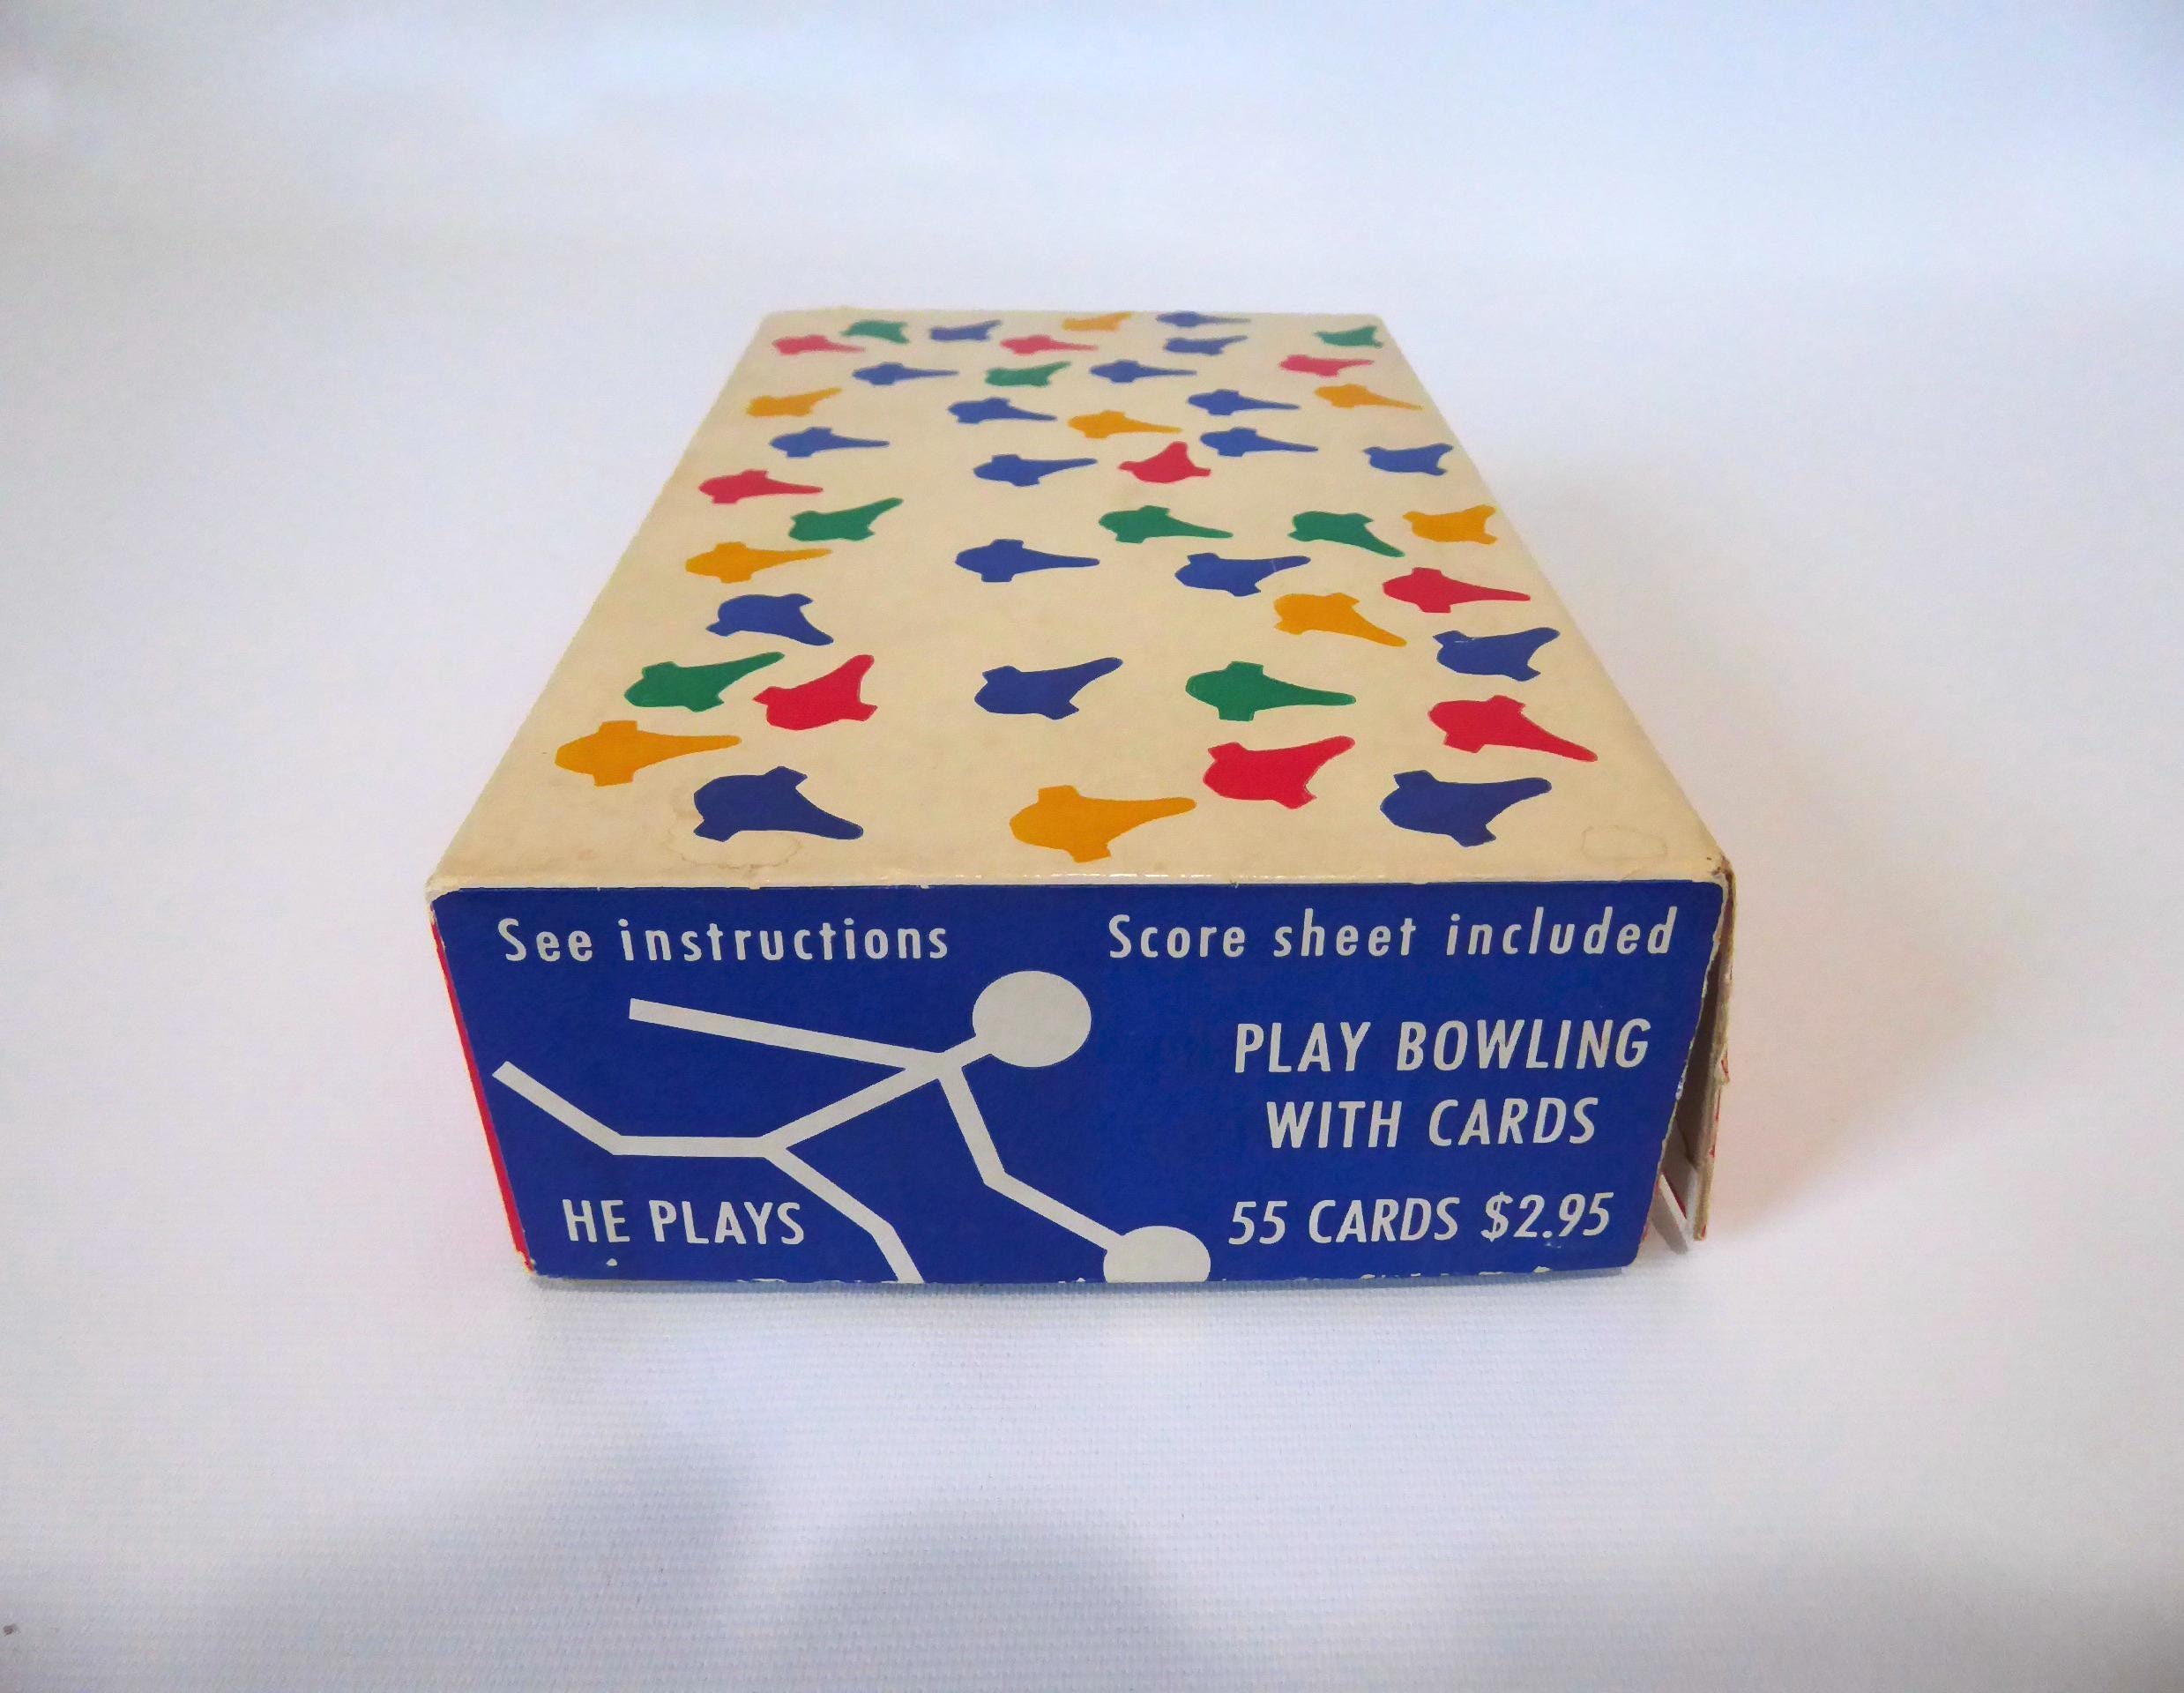 See instructions
Score sheet included
PLAY BOWLING
WITH CARDS
HE PLAYS
55 CARDS $2.95